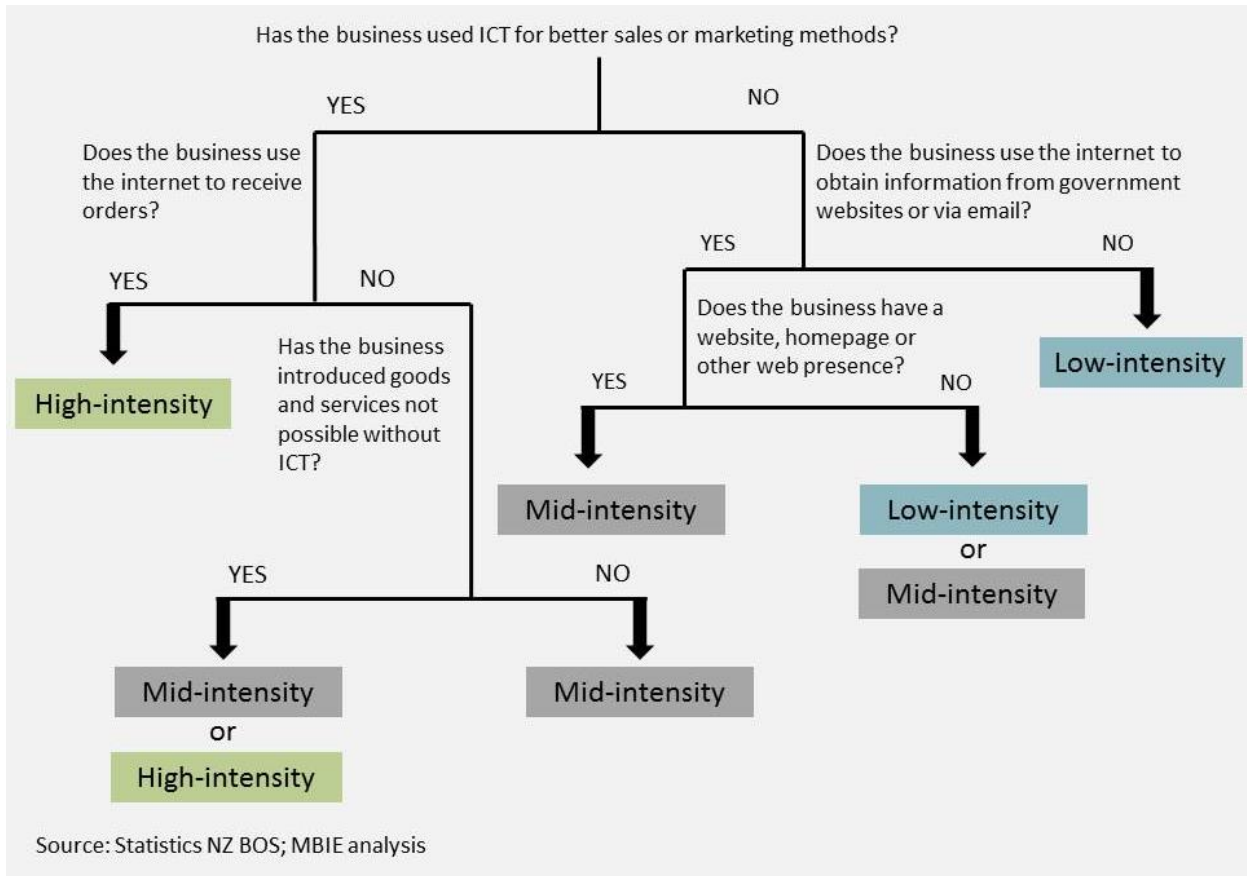 Has the business used ICT for better sales or marketing methods?
YES
NO
Does the business use
the internet to receive
orders?
Does the business use the internet to
obtain information from government
websites or via email?
YES
NO
YES
NO
Has the business
introduced goods
and services not
possible without
ICT?
Does the business have a
website, homepage or
other web presence?
Low-intensity
High-intensity
YES
NO
Mid-intensity
Low-intensity
or
Mid-intensity
YES
NO
Mid-intensity
or
High-intensity
Mid-intensity
Source: Statistics NZ BOS; MBIE analysis